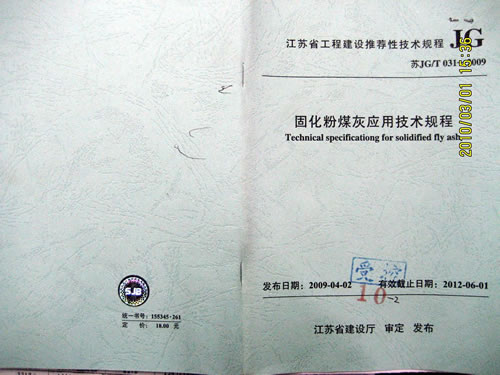 江苏省工程建设推荐性技术规程
JG
苏JG/T 031-2009
固化粉煤灰应用技术规程
Technical specificationg for solidified fly ash
受控
10-2
发布日期：2009-04-02 有效截止日期：2012-06-01
江苏省建设厅 审定 发布
SJB
统一书号：155345·261
定 价：18.00 元
2010/03/01 15:36